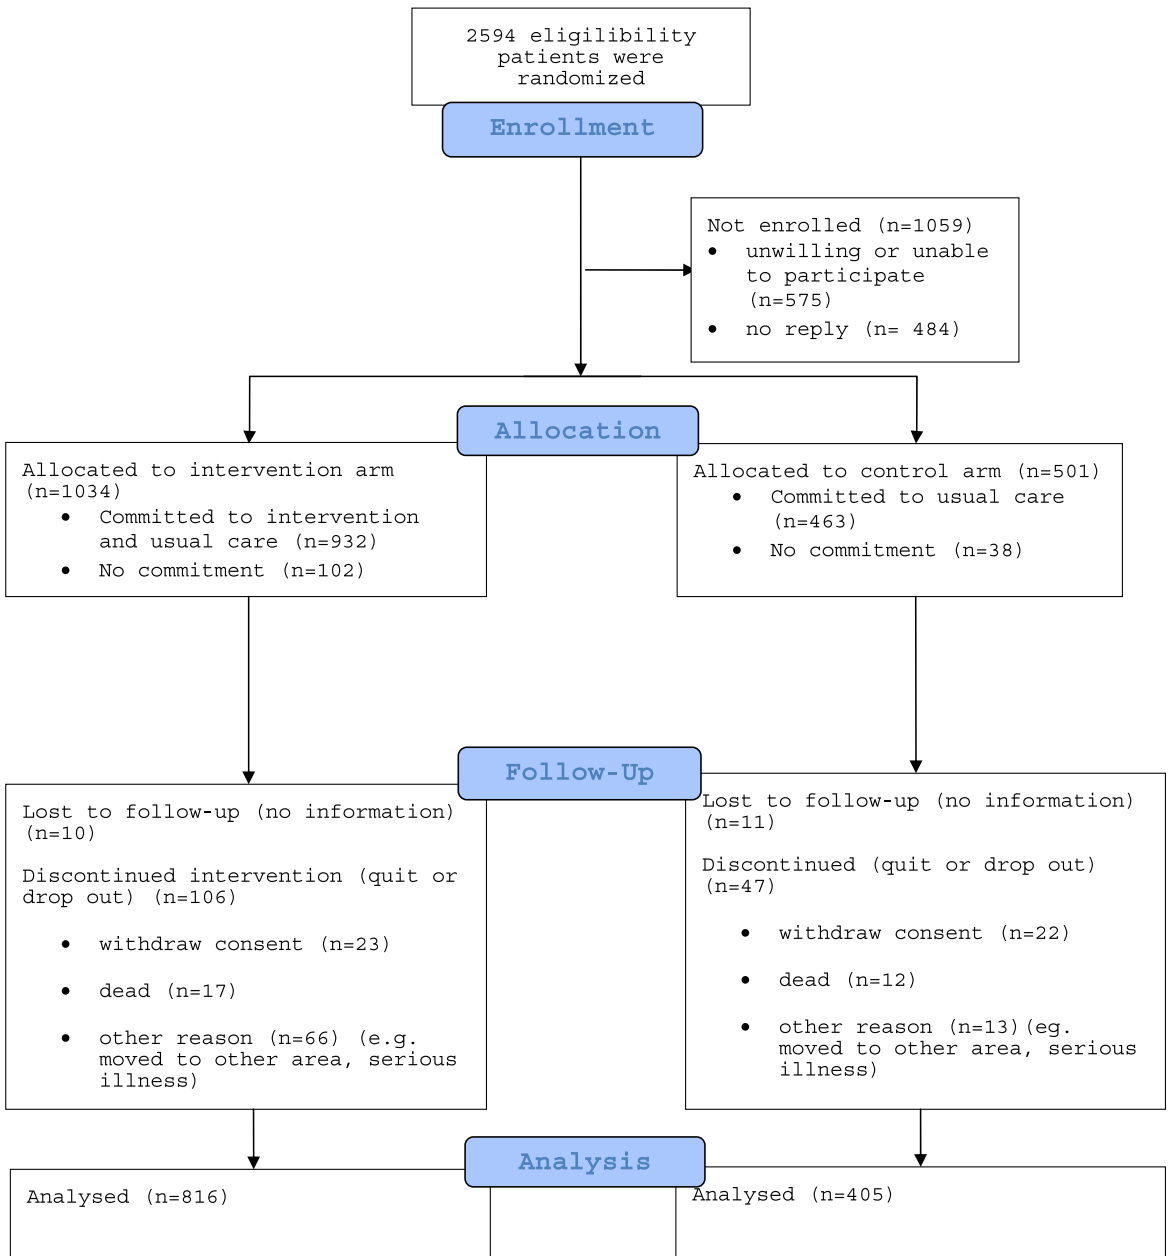 2594 eligilibility
patients were
randomized
Enrollment
Not enrolled (n=1059)
• unwilling or unable
to participate
(n=575)
• no reply (n= 484)
Allocation
Allocated to intervention arm
(n=1034)
• Committed to intervention
and usual care (n=932)
• No commitment (n=102)
Allocated to control arm (n=501)
• Committed to usual care
(n=463)
• No commitment (n=38)
Follow-Up
Lost to follow-up (no information)
(n=10)
Discontinued intervention (quit or
drop out) (n=106)
• withdraw consent (n=23)
• dead (n=17)
• other reason (n=66) (e.g.
moved to other area, serious
illness)
Lost to follow-up (no information)
(n=11)
Discontinued (quit or drop out)
(n=47)
• withdraw consent (n=22)
• dead (n=12)
• other reason (n=13)(eg.
moved to other area, serious
illness)
Analysis
Analysed (n=816)
Analysed (n=405)